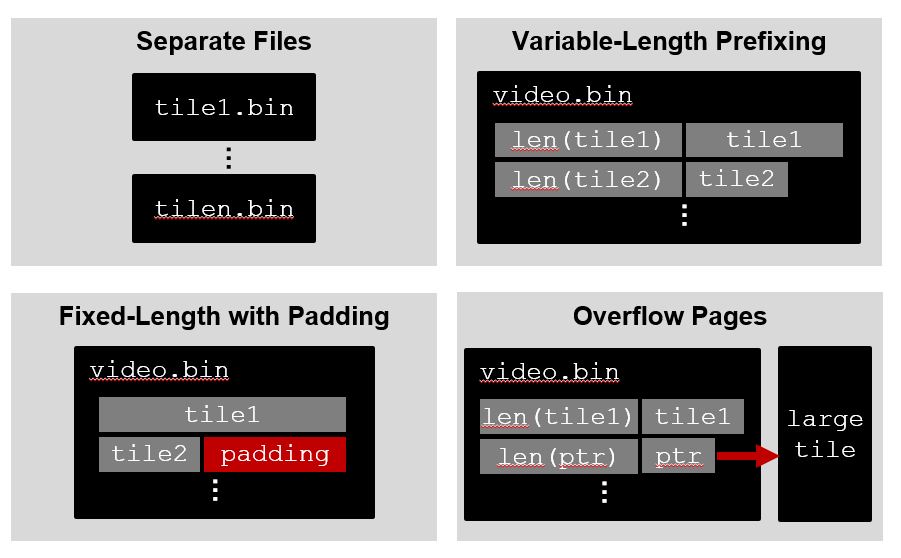 Separate Files
tile1.bin
⋮
tilen.bin
Variable-Length Prefixing
video.bin
len(tile1) tile1
len(tile2) tile2
⋮
Fixed-Length with Padding
video.bin
tile1
tile2 padding
⋮
Overflow Pages
video.bin
len(tile1) tile1
len(ptr) ptr
⋮
large
tile